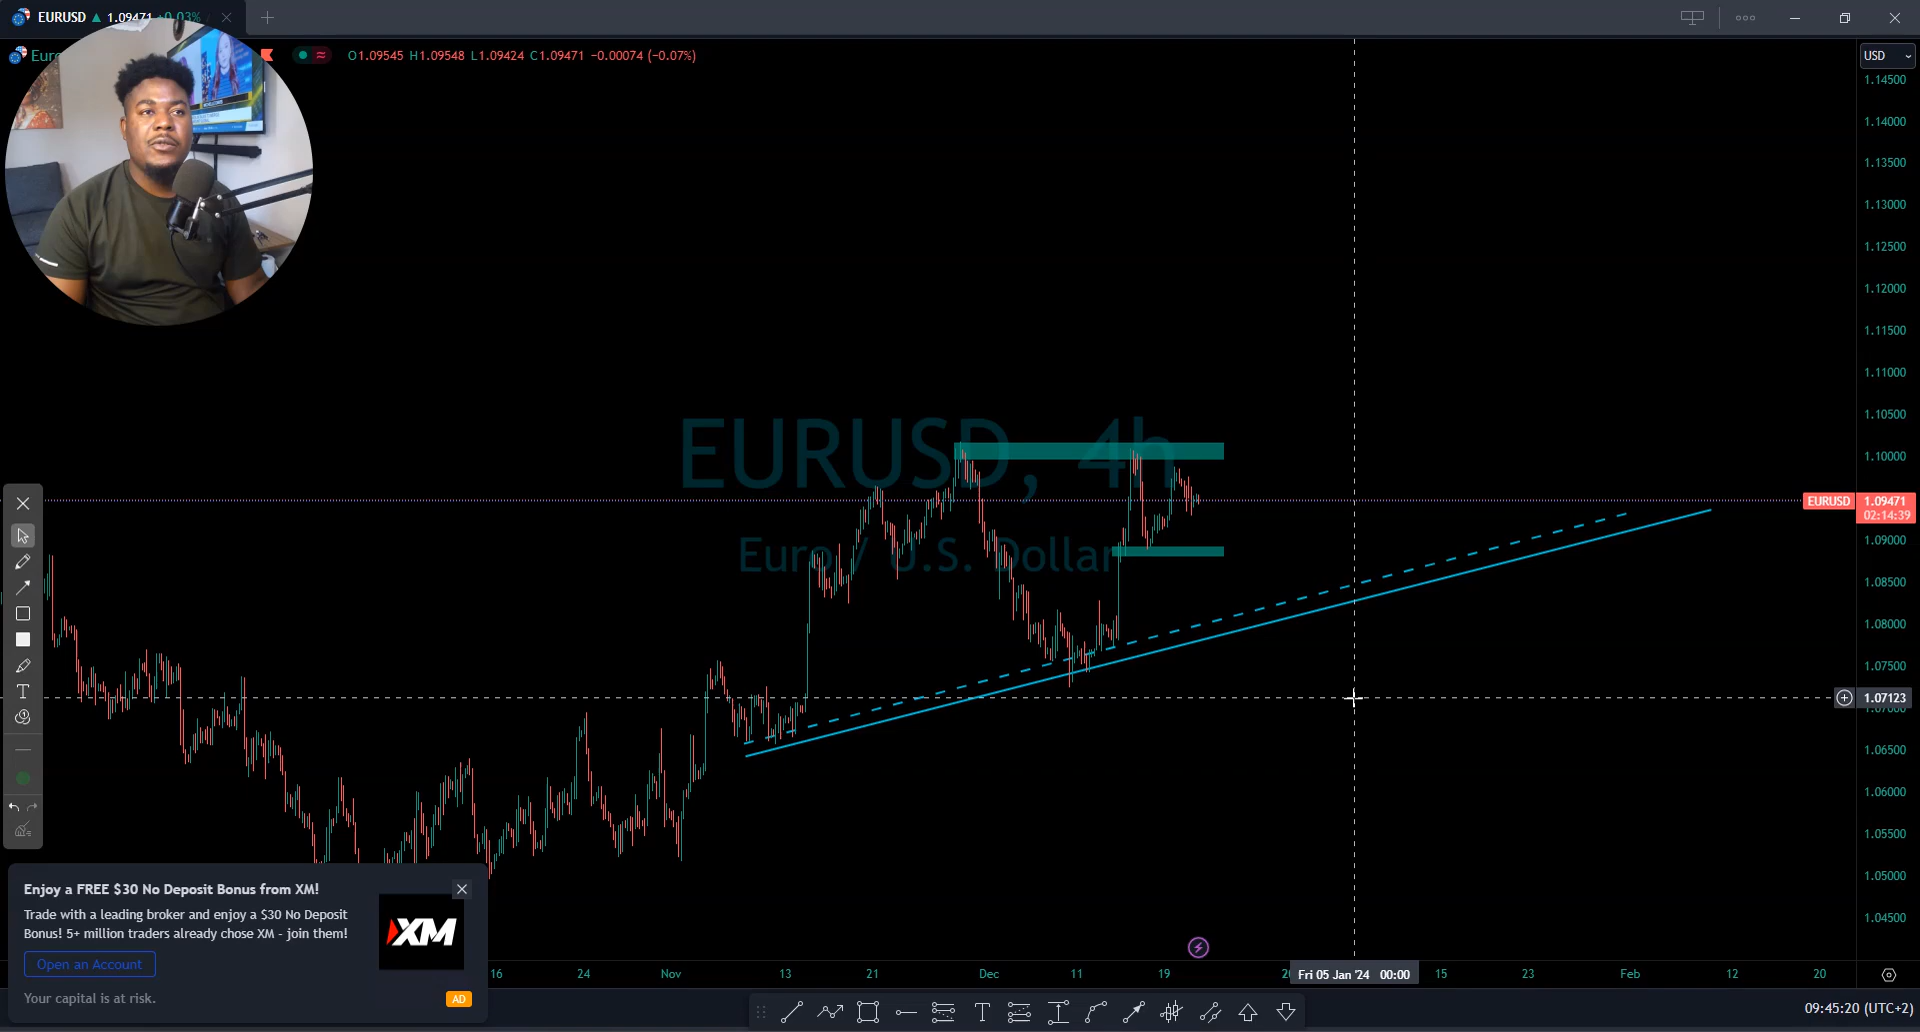 EURUSD ▲ 1.09471 +0.03%
USD
Euro
O1.09545 H1.09548 L1.09424 C1.09471 −0.00074 (−0.07%)
1.14500
1.14000
1.13500
1.13000
1.12500
1.12000
1.11500
1.11000
1.10500
1.10000
EURUSD 1.09471
02:14:39
1.09000
1.08500
1.08000
1.07500
1.07123
1.07000
1.06500
1.06000
1.05500
1.05000
1.04500
EURUSD, 4h
Euro / U.S. Dollar
Enjoy a FREE $30 No Deposit Bonus from XM!
Trade with a leading broker and enjoy a $30 No Deposit
Bonus! 5+ million traders already chose XM - join them!
XM
Open an Account
Your capital is at risk.
AD
16 24 Nov 13 21 Dec 11 19 Fri 05 Jan '24 00:00 15 23 Feb 12 20
09:45:20 (UTC+2)